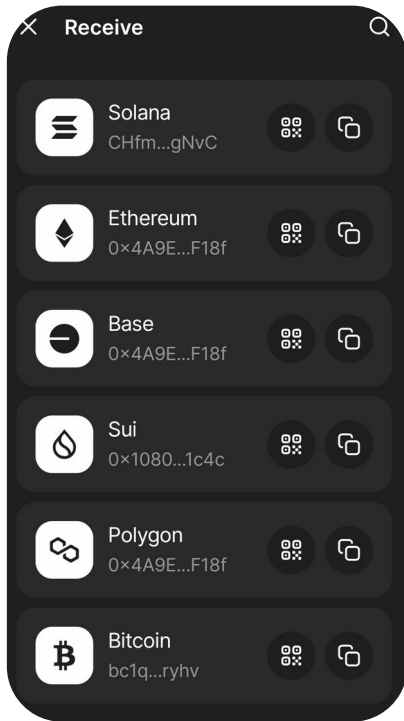 Receive
Solana
CHfm...gNvC
Ethereum
0×4A9E...F18f
Base
0×4A9E...F18f
Sui
0×1080...1c4c
Polygon
0×4A9E...F18f
Bitcoin
bc1q...ryhv